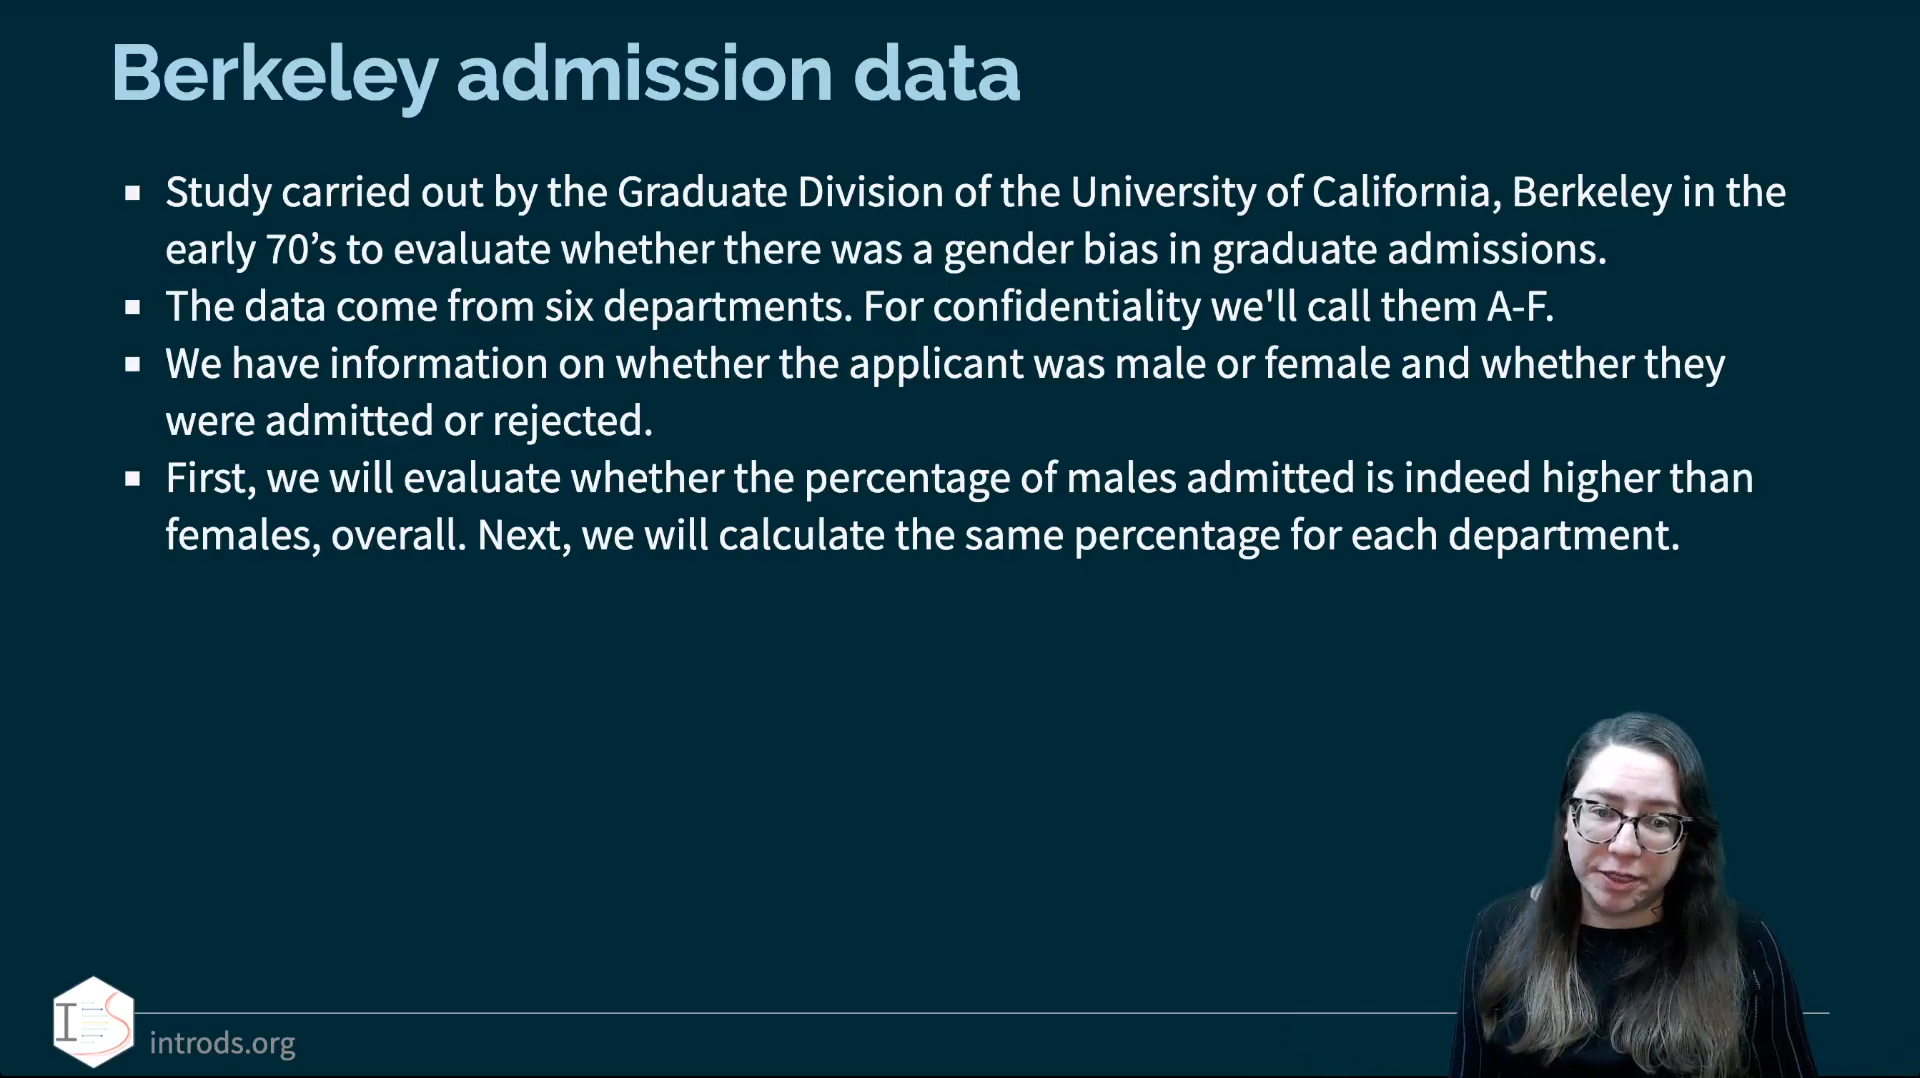 Berkeley admission data
Study carried out by the Graduate Division of the University of California, Berkeley in the
early 70’s to evaluate whether there was a gender bias in graduate admissions.
The data come from six departments. For confidentiality we'll call them A-F.
We have information on whether the applicant was male or female and whether they
were admitted or rejected.
First, we will evaluate whether the percentage of males admitted is indeed higher than
females, overall. Next, we will calculate the same percentage for each department.
IDS
introds.org